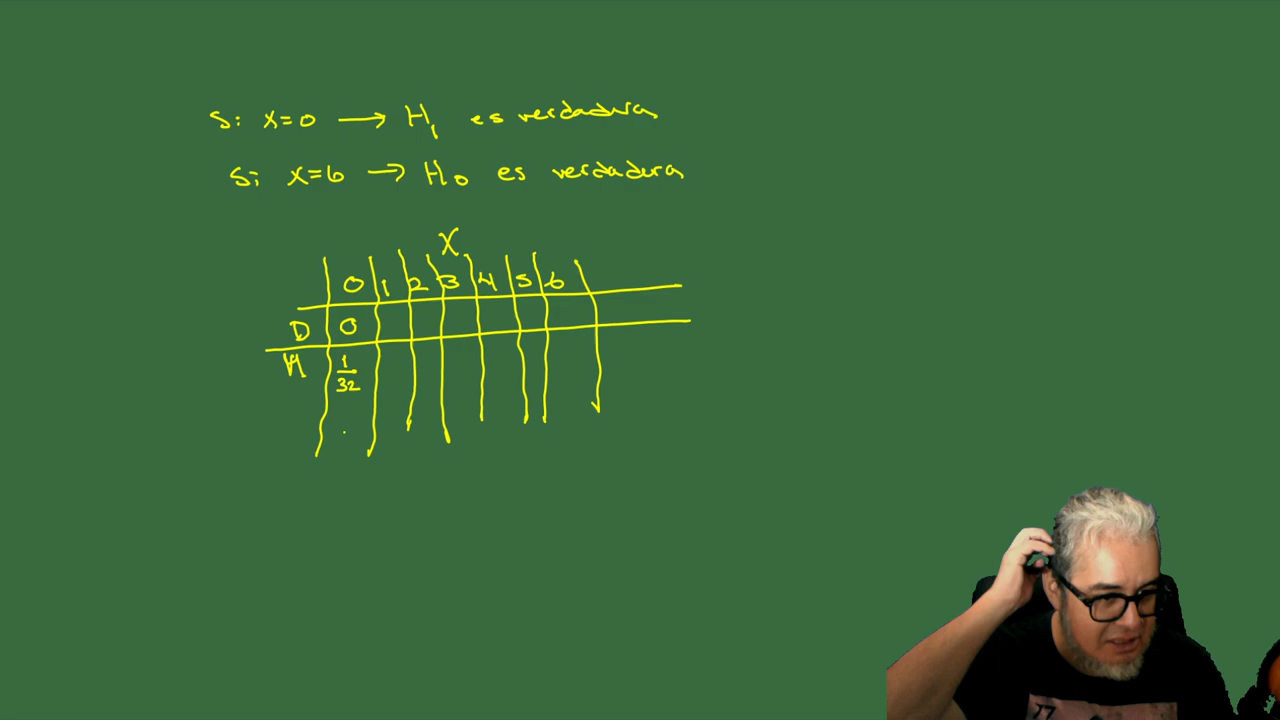 Si x=0 → H₁ es verdadera
Si x=6 → H₀ es verdadera
X
0 1 2 3 4 5 6
D 0
1/32
77